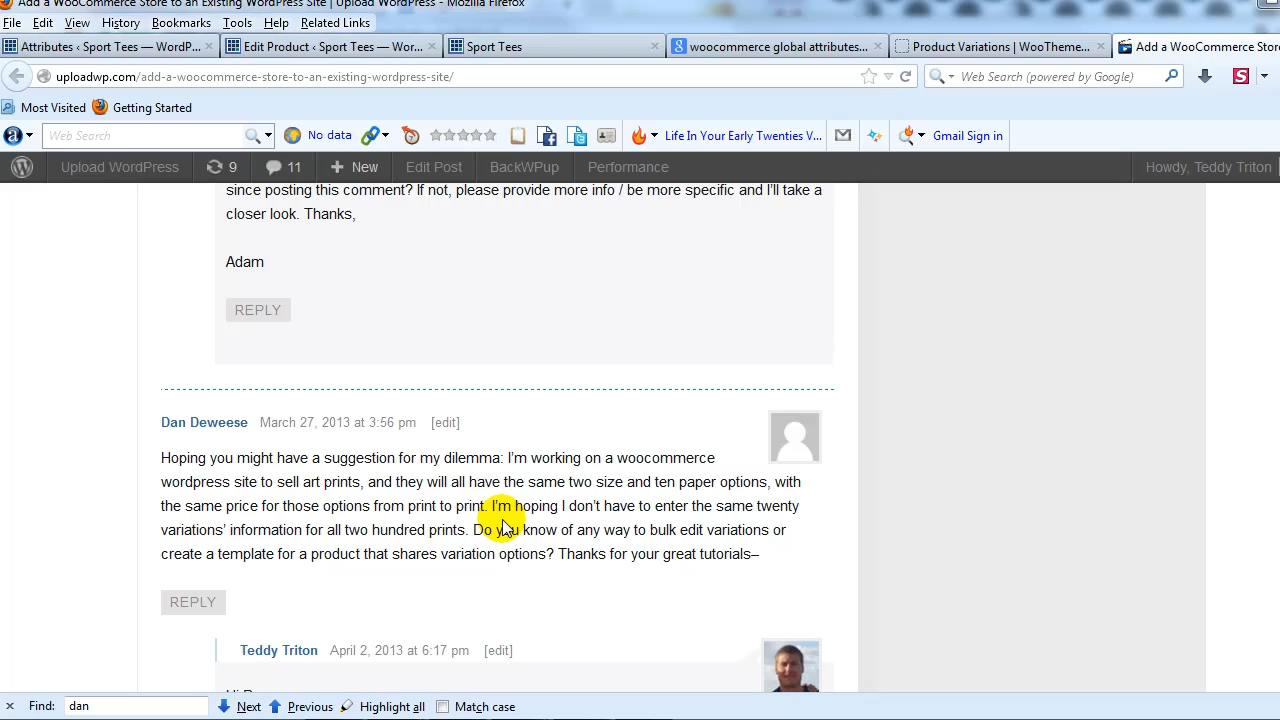 Add a WooCommerce Store to an Existing WordPress Site | Upload WordPress - Mozilla Firefox
File Edit View History Bookmarks Tools Help Related Links
Attributes ‹ Sport Tees — WordP... × Edit Product ‹ Sport Tees — Wor... × Sport Tees × woocommerce global attributes... × Product Variations | WooTheme... × Add a WooCommerce Store
uploadwp.com/add-a-woocommerce-store-to-an-existing-wordpress-site/ Web Search (powered by Google)
Most Visited Getting Started
Web Search No data Life In Your Early Twenties V... Gmail Sign in
Upload WordPress 9 11 New Edit Post BackWPup Performance Howdy, Teddy Triton
since posting this comment? If not, please provide more info / be more specific and I'll take a
closer look. Thanks,
Adam
REPLY
Dan Deweese March 27, 2013 at 3:56 pm [edit]
Hoping you might have a suggestion for my dilemma: I'm working on a woocommerce
wordpress site to sell art prints, and they will all have the same two size and ten paper options, with
the same price for those options from print to print. I'm hoping I don't have to enter the same twenty
variations' information for all two hundred prints. Do you know of any way to bulk edit variations or
create a template for a product that shares variation options? Thanks for your great tutorials–
REPLY
Teddy Triton April 2, 2013 at 6:17 pm [edit]
× Find: dan Next Previous Highlight all Match case